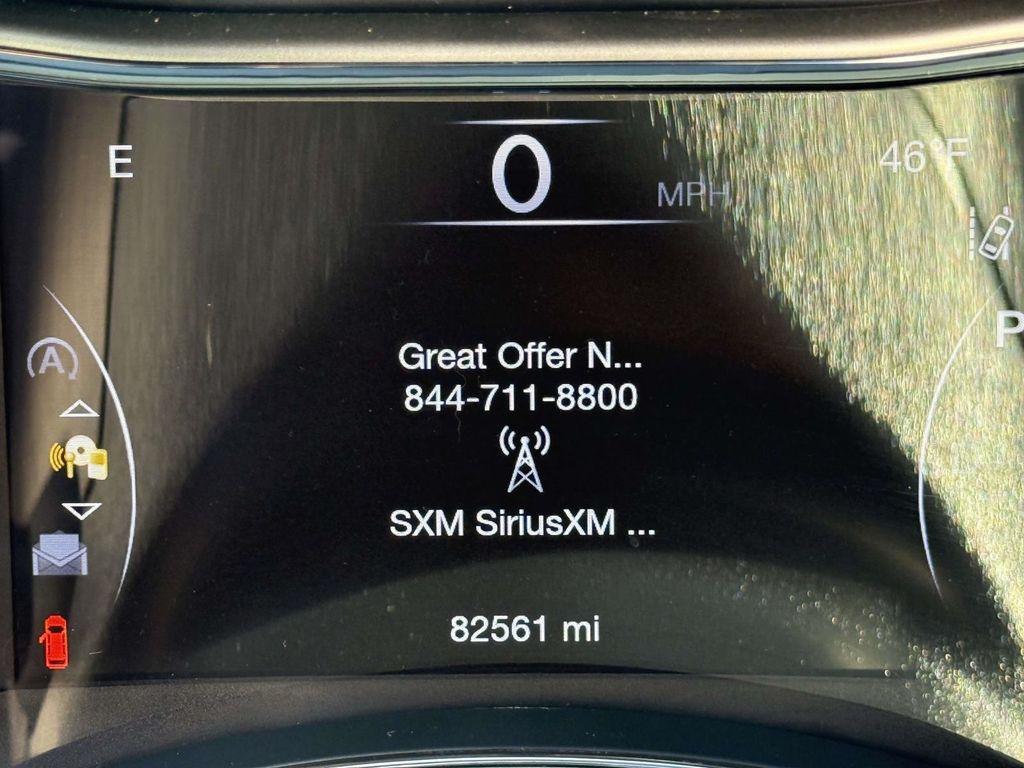 E
0
MPH
46°F
P
A
Great Offer N...
844-711-8800
SXM SiriusXM ...
82561 mi